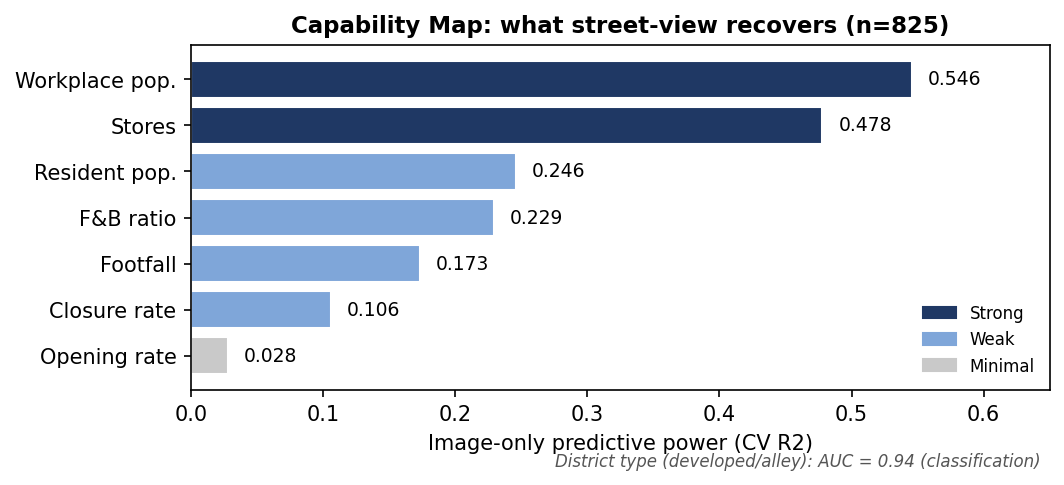 Capability Map: what street-view recovers (n=825)
Workplace pop. 0.546
Stores 0.478
Resident pop. 0.246
F&B ratio 0.229
Footfall 0.173
Closure rate 0.106
Opening rate 0.028
Strong
Weak
Minimal
0.0 0.1 0.2 0.3 0.4 0.5 0.6
Image-only predictive power (CV R2)
District type (developed/alley): AUC = 0.94 (classification)